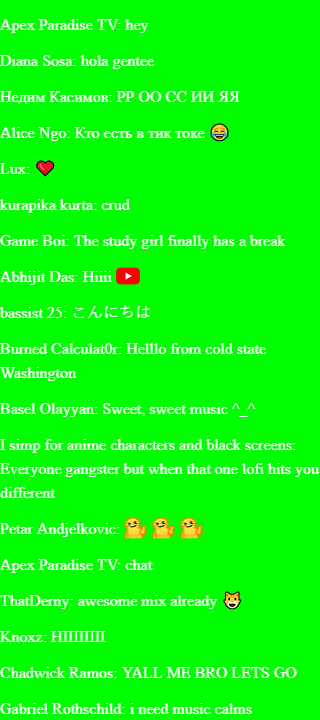 Apex Paradise TV: hey
Diana Sosa: hola gentee
Недим Касимов: РР ОО СС ИИ ЯЯ
Alice Ngo: Кто есть в тик токе 😂
Lux: ❤
kurapika kurta: crud
Game Boi: The study girl finally has a break
Abhijit Das: Hiiii
bassist 25: こんにちは
Burned Calculat0r: Helllo from cold state
Washington
Basel Olayyan: Sweet, sweet music ^_^
I simp for anime characters and black screens:
Everyone gangster but when that one lofi hits you
different
Petar Andjelkovic:
Apex Paradise TV: chat
ThatDerny: awesome mix already 😺
Knoxz: HIIIIIIII
Chadwick Ramos: YALL ME BRO LETS GO
Gabriel Rothschild: i need music calms